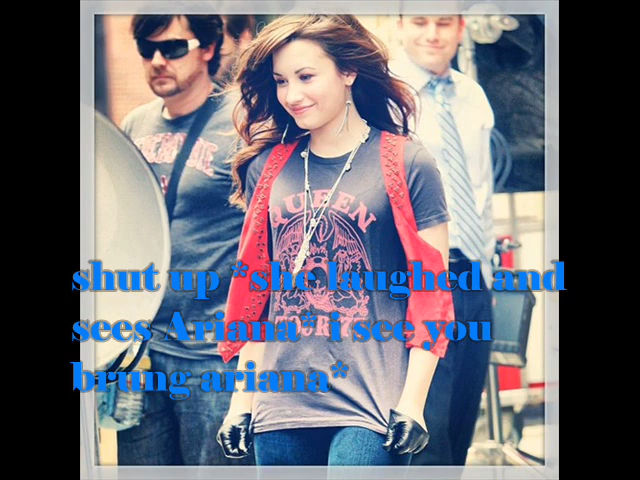 QUEEN
shut up *she laughed and
sees Ariana* i see you
brung ariana*